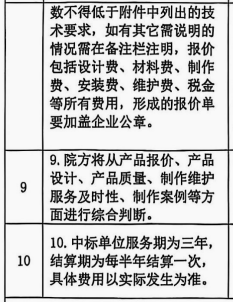 数不得低于附件中列出的技
术要求，如有其它需说明的
情况需在备注栏注明，报价
包括设计费、材料费、制作
费、安装费、维护费、税金
等所有费用，形成的报价单
要加盖企业公章。
9
9.院方将从产品报价、产品
设计、产品质量、制作维护
服务及时性、制作案例等方
面进行综合判断。
10
10.中标单位服务期为三年，
结算期为每半年结算一次，
具体费用以实际发生为准。